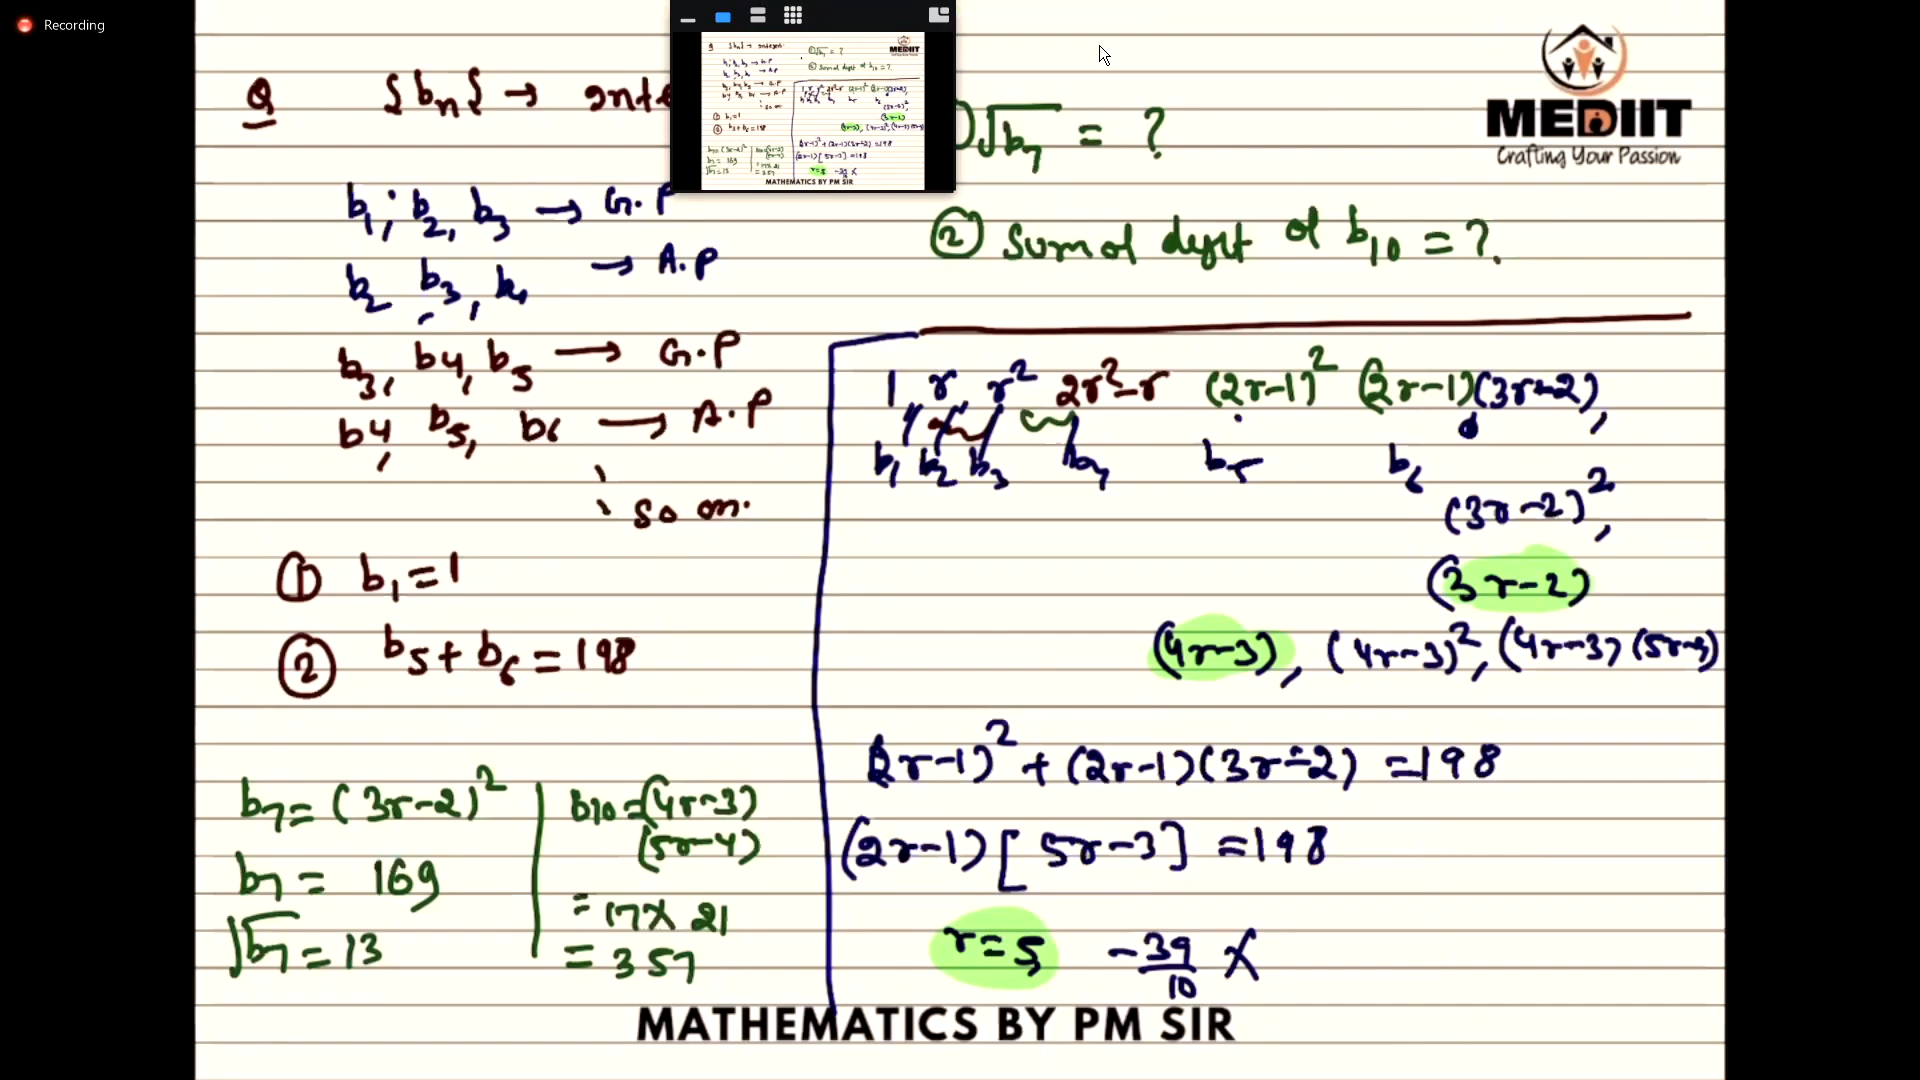 Recording
MEDIIT
Crafting Your Passion
Q {bn} →
√b7 = ?
② Sum of digit of b10 = ?
b1, b2, b3 → G.P
b2 b3, b4 → A.P
b3, b4, b5 → G.P
b4, b5, b6 → A.P
so on.
① b1 = 1
② b5 + b6 = 198
1, r, r² 2r²-r (2r-1)² (2r-1)(3r-2),
b1 b2 b3 b4 b5 b6
(3r-2)²,
(3r-2)
(4r-3), (4r-3)², (4r-3)(5r-4)
(2r-1)² + (2r-1)(3r-2) = 198
(2r-1)[5r-3] = 198
r = 5 -39/10 X
b7 = (3r-2)²
b7 = 169
√b7 = 13
b10 = (4r-3)
(5r-4)
= 17 x 21
= 357
MATHEMATICS BY PM SIR